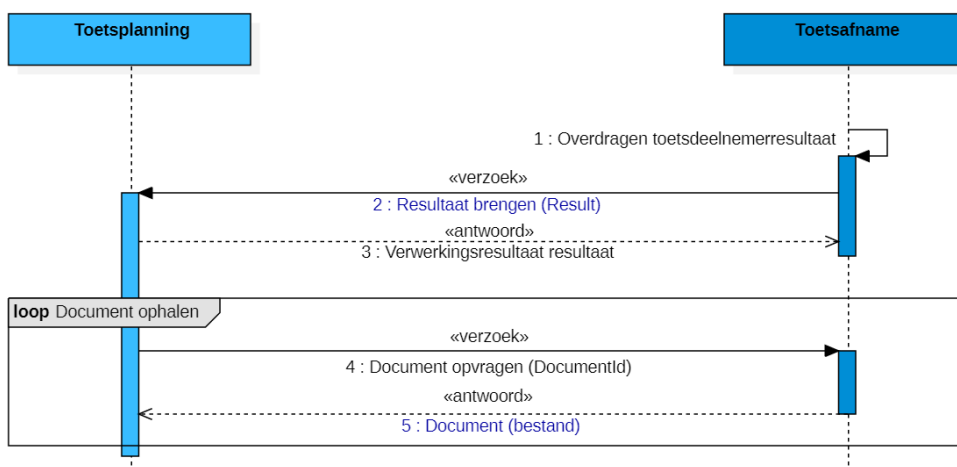 Toetsplanning
Toetsafname
1 : Overdragen toetsdeelnemerresultaat
«verzoek»
2 : Resultaat brengen (Result)
«antwoord»
3 : Verwerkingsresultaat resultaat
loop Document ophalen
«verzoek»
4 : Document opvragen (DocumentId)
«antwoord»
5 : Document (bestand)